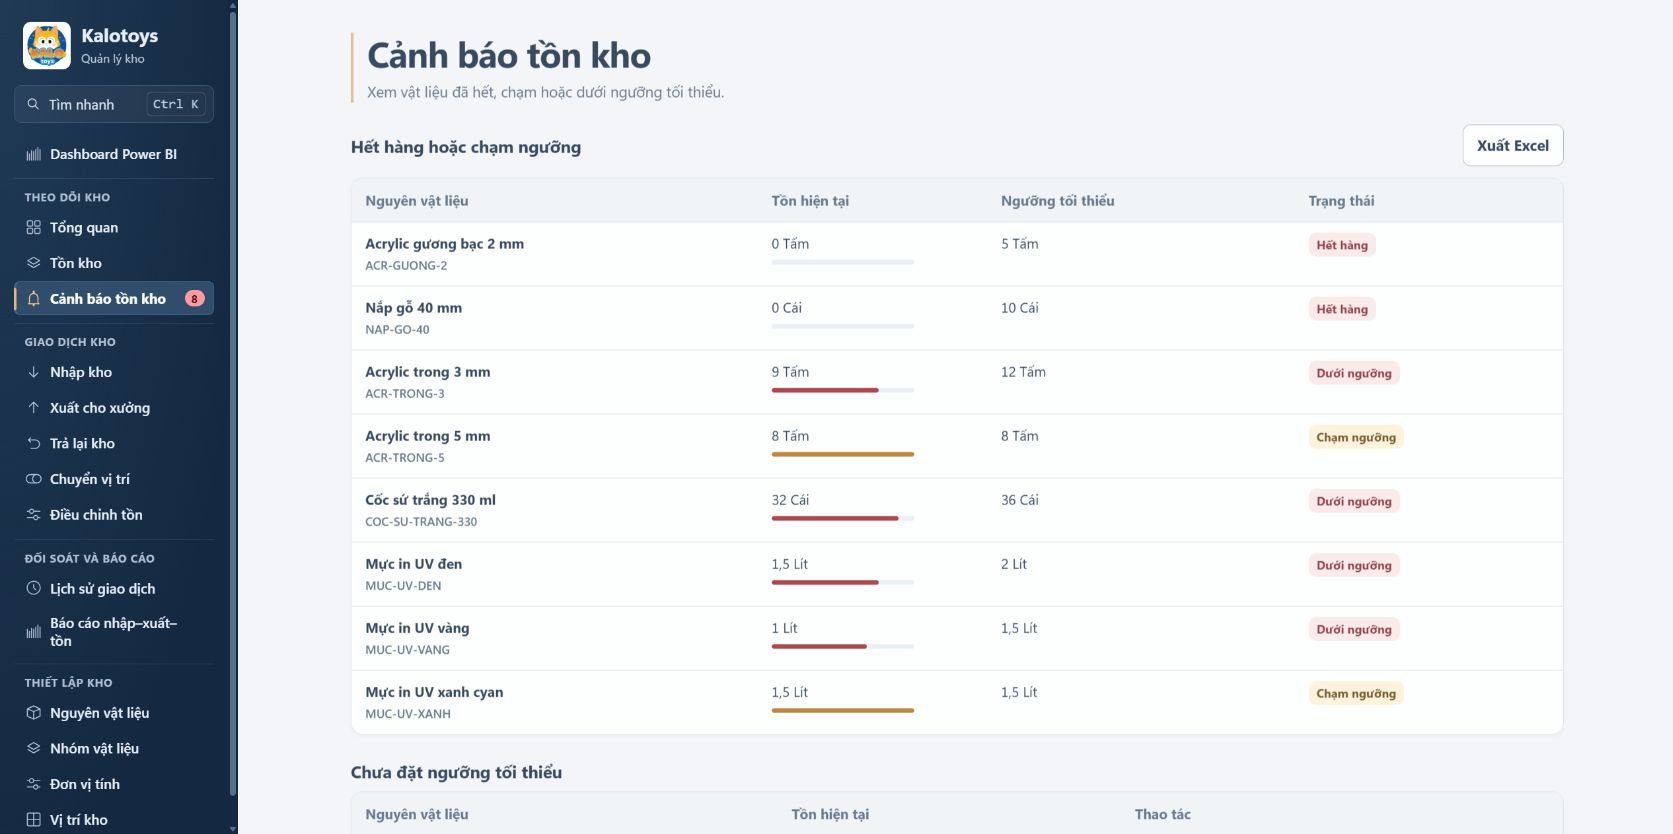 Kalotoys
Quản lý kho
Tìm nhanh Ctrl K
Dashboard Power BI
THEO DÕI KHO
Tổng quan
Tồn kho
Cảnh báo tồn kho 8
GIAO DỊCH KHO
Nhập kho
Xuất cho xưởng
Trả lại kho
Chuyển vị trí
Điều chỉnh tồn
ĐỐI SOÁT VÀ BÁO CÁO
Lịch sử giao dịch
Báo cáo nhập–xuất–
tồn
THIẾT LẬP KHO
Nguyên vật liệu
Nhóm vật liệu
Đơn vị tính
Vị trí kho
Cảnh báo tồn kho
Xem vật liệu đã hết, chạm hoặc dưới ngưỡng tối thiểu.
Hết hàng hoặc chạm ngưỡng
Xuất Excel
Nguyên vật liệu Tồn hiện tại Ngưỡng tối thiểu Trạng thái
Acrylic gương bạc 2 mm 0 Tấm 5 Tấm Hết hàng
ACR-GUONG-2
Nắp gỗ 40 mm 0 Cái 10 Cái Hết hàng
NAP-GO-40
Acrylic trong 3 mm 9 Tấm 12 Tấm Dưới ngưỡng
ACR-TRONG-3
Acrylic trong 5 mm 8 Tấm 8 Tấm Chạm ngưỡng
ACR-TRONG-5
Cốc sứ trắng 330 ml 32 Cái 36 Cái Dưới ngưỡng
COC-SU-TRANG-330
Mực in UV đen 1,5 Lít 2 Lít Dưới ngưỡng
MUC-UV-DEN
Mực in UV vàng 1 Lít 1,5 Lít Dưới ngưỡng
MUC-UV-VANG
Mực in UV xanh cyan 1,5 Lít 1,5 Lít Chạm ngưỡng
MUC-UV-XANH
Chưa đặt ngưỡng tối thiểu
Nguyên vật liệu Tồn hiện tại Thao tác